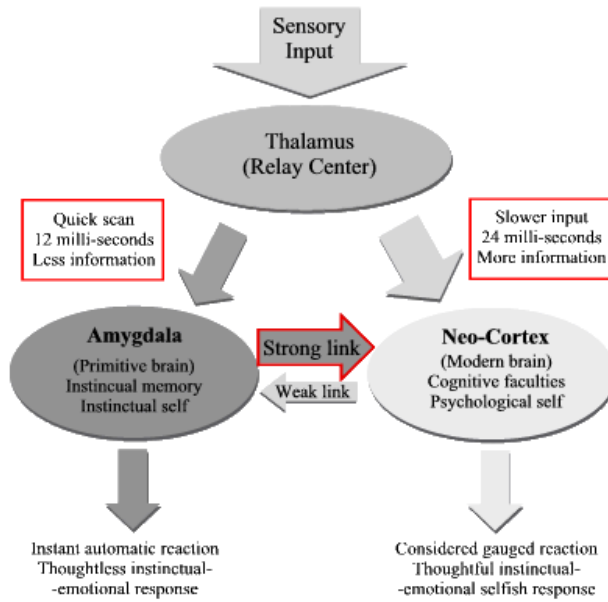 Sensory
Input
Thalamus
(Relay Center)
Quick scan
12 milli-seconds
Less information
Slower input
24 milli-seconds
More information
Amygdala
(Primitive brain)
Instincual memory
Instinctual self
Strong link
Weak link
Neo-Cortex
(Modern brain)
Cognitive faculties
Psychological self
Instant automatic reaction
Thoughtless instinctual-
-emotional response
Considered gauged reaction
Thoughtful instinctual-
-emotional selfish response